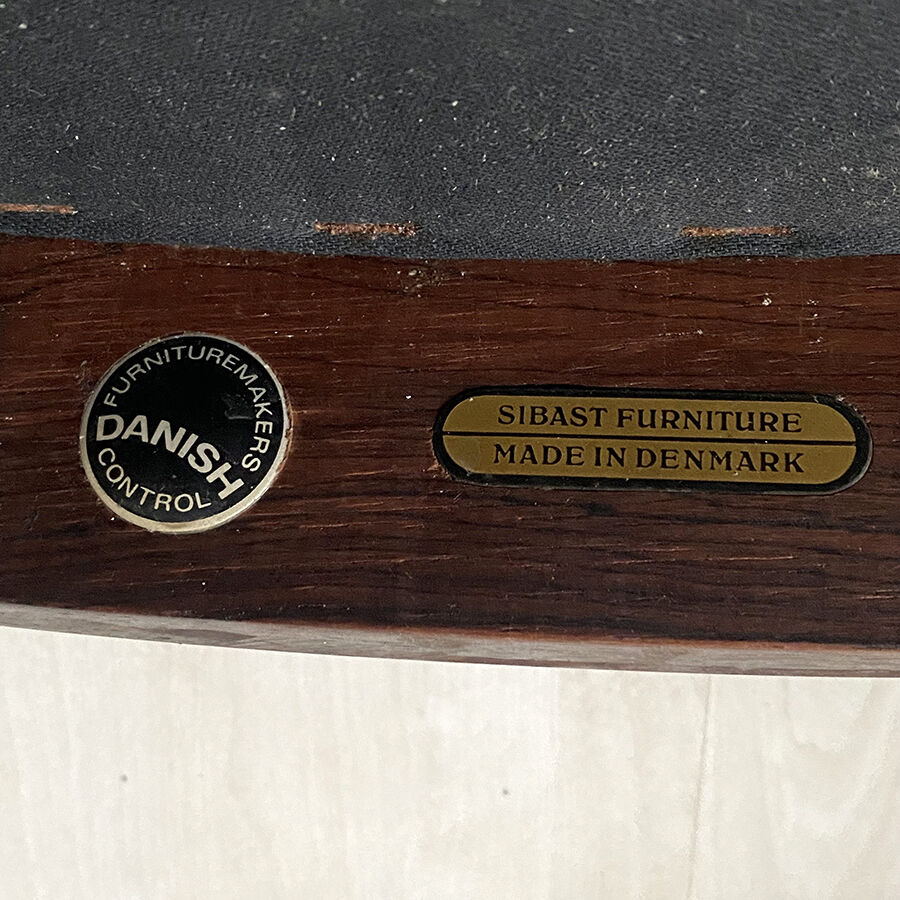 FURNITUREMAKERS
DANISH
CONTROL
SIBAST FURNITURE
MADE IN DENMARK